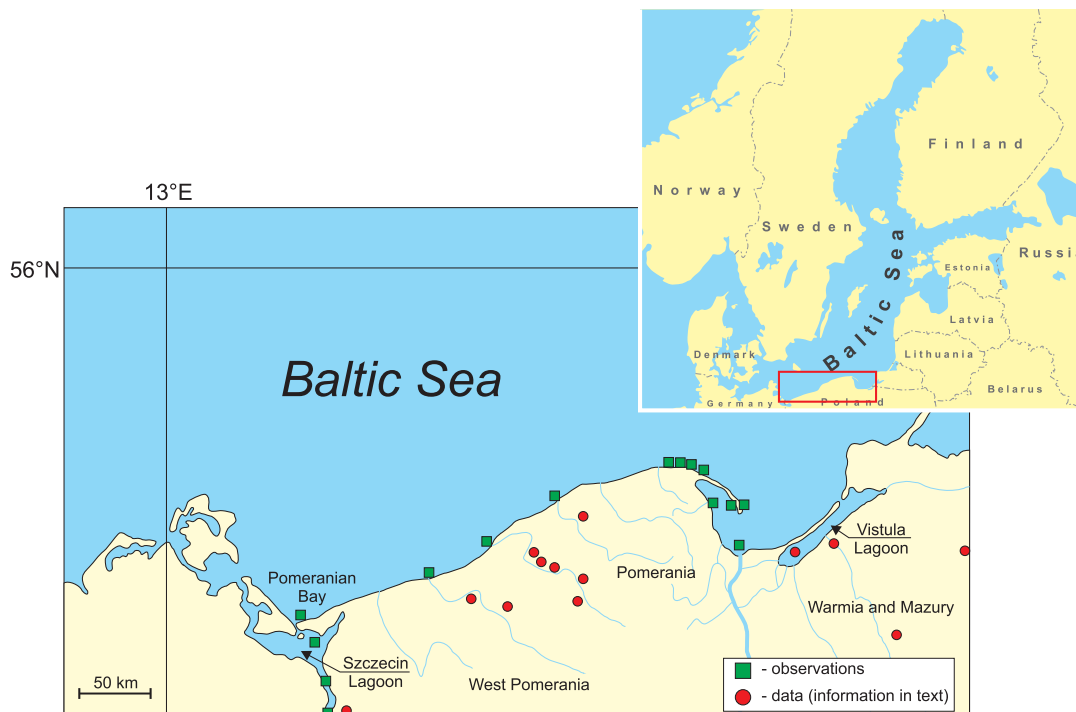 13°E
56°N
Baltic Sea
Norway
Sweden
Finland
Russi
Estonia
Latvia
Lithuania
Belarus
Denmark
Germany
Poland
Baltic Sea
Pomeranian
Bay
Szczecin
Lagoon
West Pomerania
Pomerania
Vistula
Lagoon
Warmia and Mazury
50 km
- observations
- data (information in text)